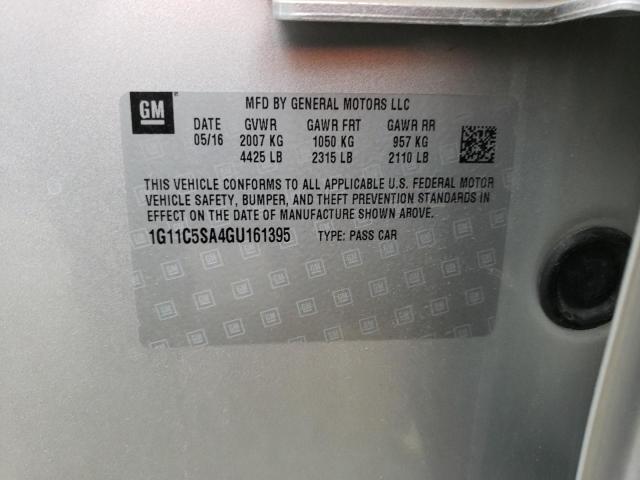 GM MFD BY GENERAL MOTORS LLC
DATE GVWR GAWR FRT GAWR RR
05/16 2007 KG 1050 KG 957 KG
4425 LB 2315 LB 2110 LB
THIS VEHICLE CONFORMS TO ALL APPLICABLE U.S. FEDERAL MOTOR
VEHICLE SAFETY, BUMPER, AND THEFT PREVENTION STANDARDS IN
EFFECT ON THE DATE OF MANUFACTURE SHOWN ABOVE.
1G11C5SA4GU161395 TYPE: PASS CAR